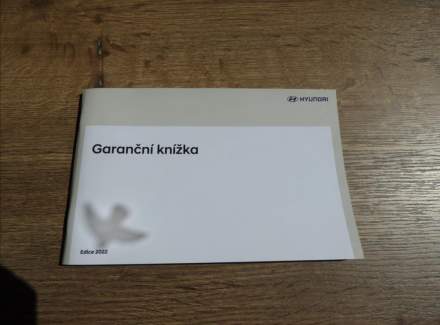 HYUNDAI
Garanční knížka
Edice 2022